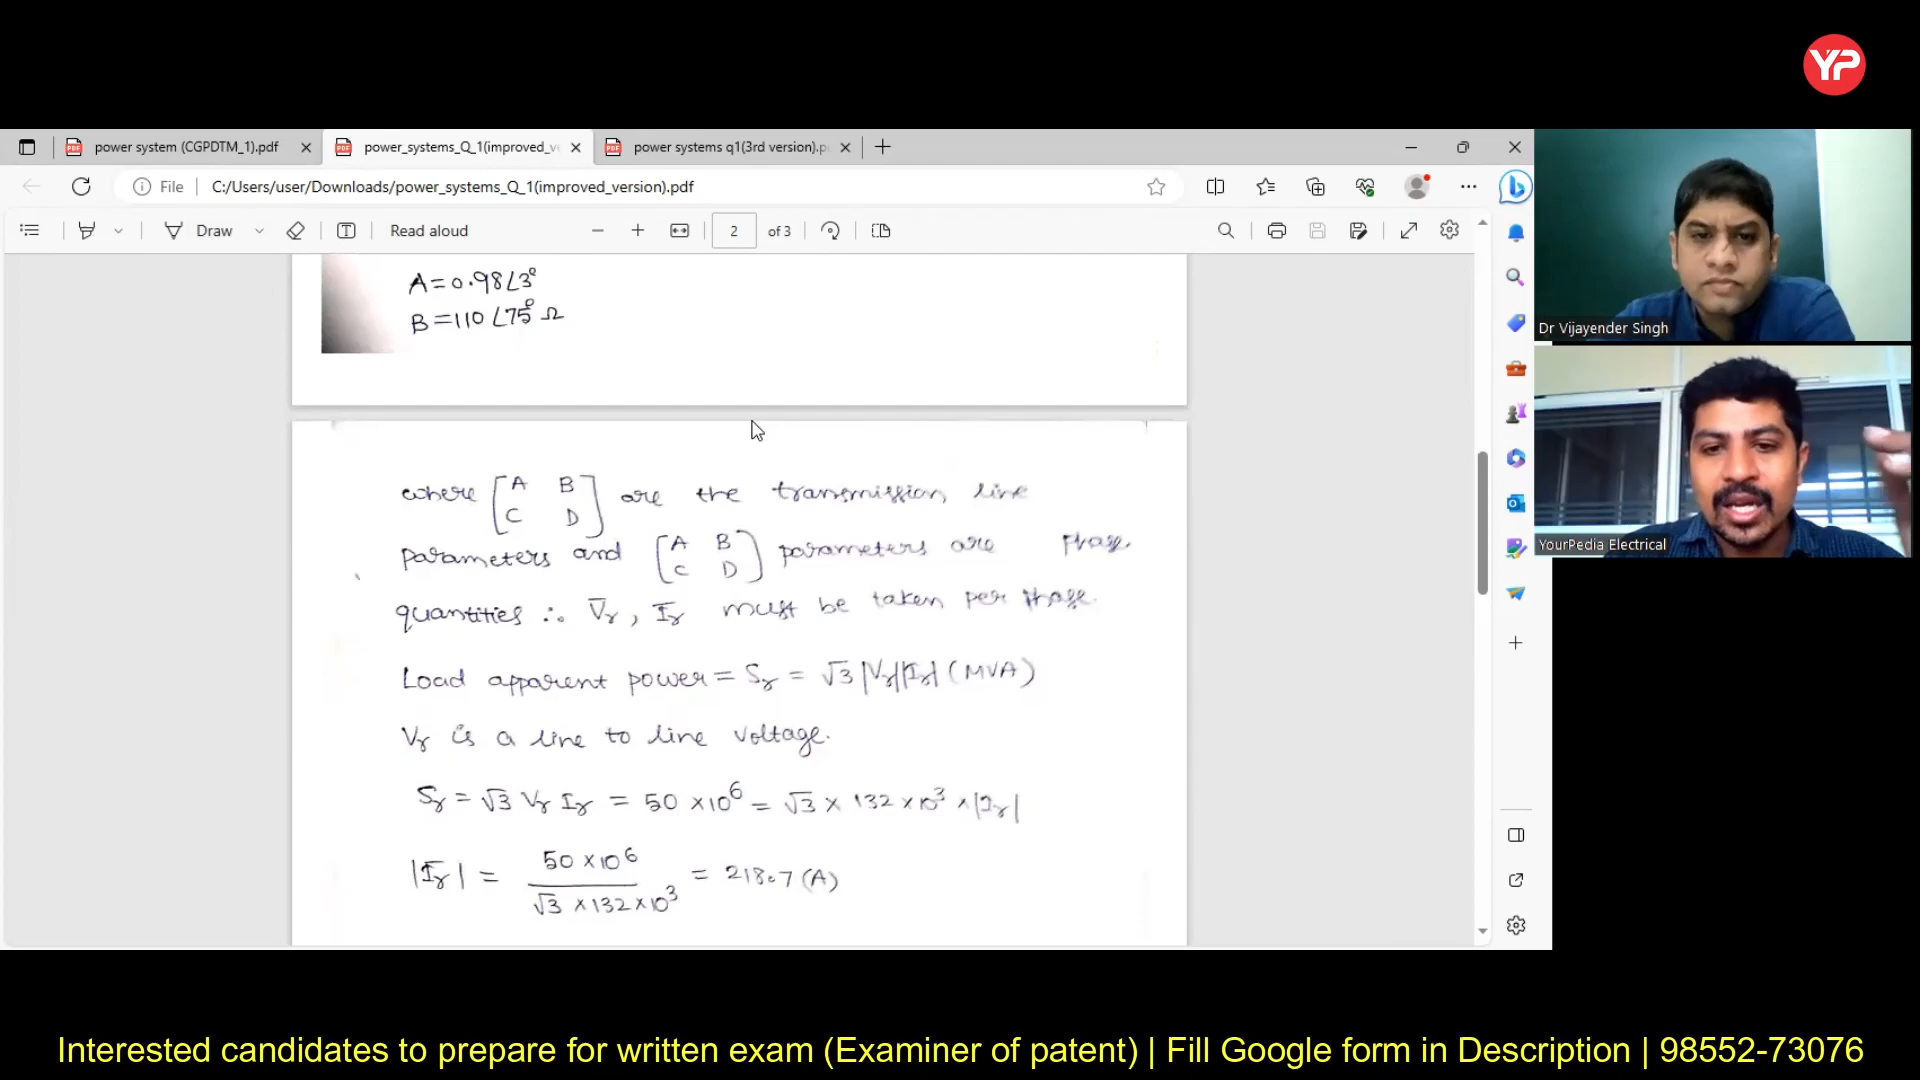 YP
power system (CGPDTM_1).pdf
power_systems_Q_1(improved_ve
power systems q1(3rd version).p
File
C:/Users/user/Downloads/power_systems_Q_1(improved_version).pdf
Draw
Read aloud
2 of 3
A=0.98∠3°
B=110∠75° Ω
where [A B C D] are the transmission line
parameters and [A B C D] parameters are phase
quantities ∴ V̅r, Ir must be taken per phase.
Load apparent power = Sr = √3 |Vr||Ir| (MVA)
Vr is a line to line voltage.
Sr = √3 Vr Ir = 50 ×10⁶ = √3 × 132 ×10³ × |Ir|
|Ir| = 50 ×10⁶ / √3 ×132×10³ = 218.7 (A)
Dr Vijayender Singh
YourPedia Electrical
Interested candidates to prepare for written exam (Examiner of patent) | Fill Google form in Description | 98552-73076